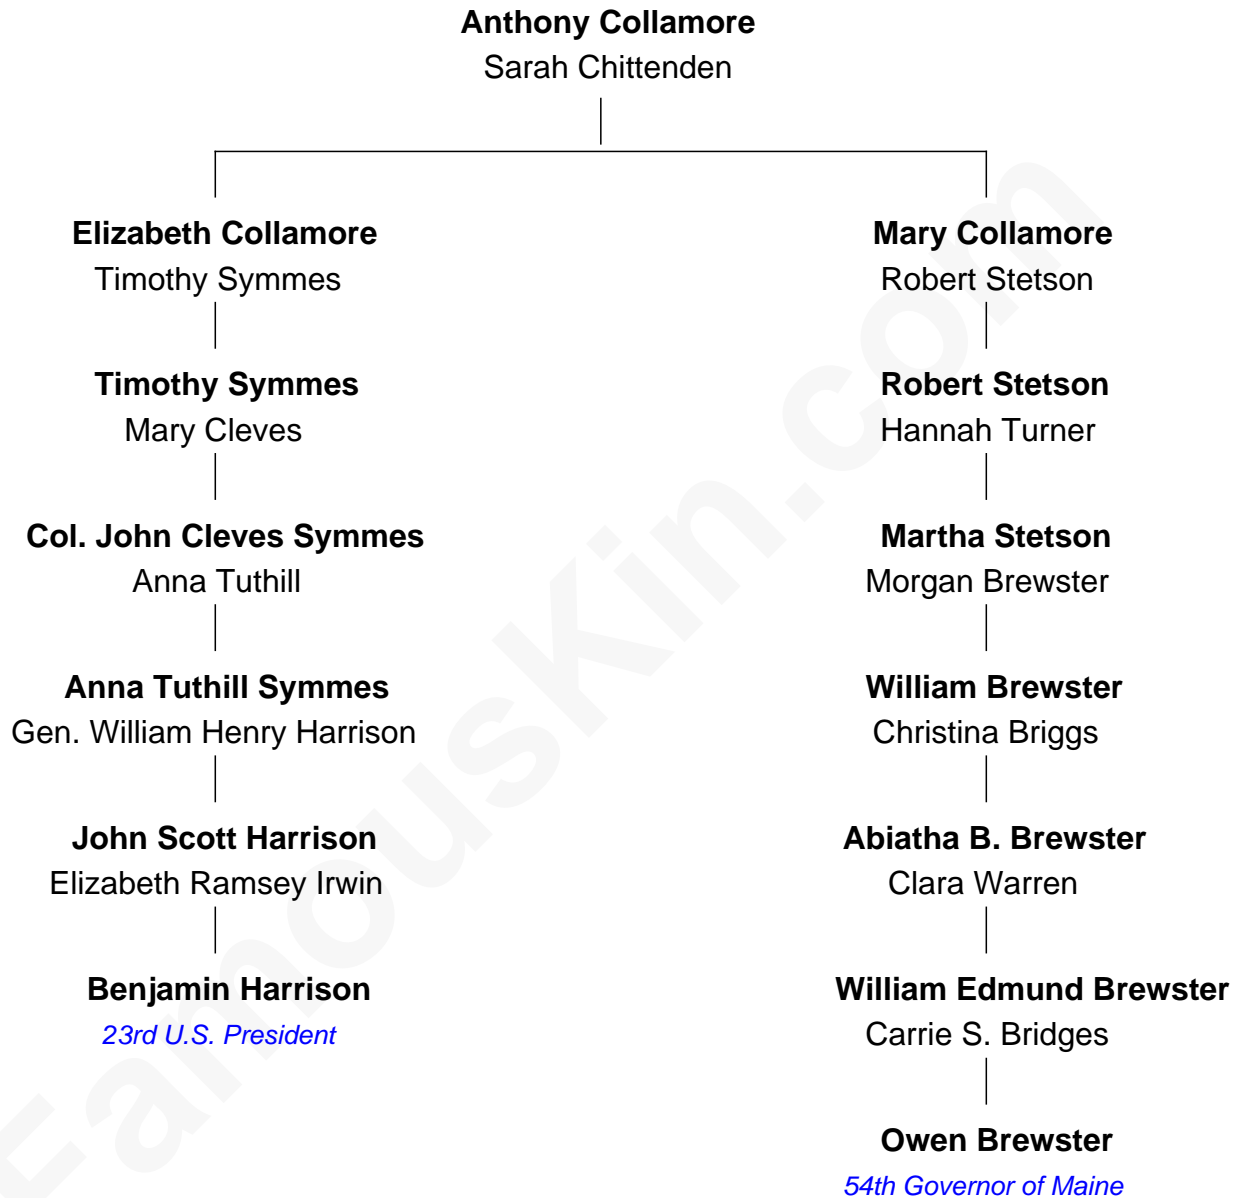 Anthony Collamore
Sarah Chittenden
Elizabeth Collamore
Timothy Symmes
Timothy Symmes
Mary Cleves
Col. John Cleves Symmes
Anna Tuthill
Anna Tuthill Symmes
Gen. William Henry Harrison
John Scott Harrison
Elizabeth Ramsey Irwin
Benjamin Harrison
23rd U.S. President
Mary Collamore
Robert Stetson
Robert Stetson
Hannah Turner
Martha Stetson
Morgan Brewster
William Brewster
Christina Briggs
Abiatha B. Brewster
Clara Warren
William Edmund Brewster
Carrie S. Bridges
Owen Brewster
54th Governor of Maine
FamousKin.com